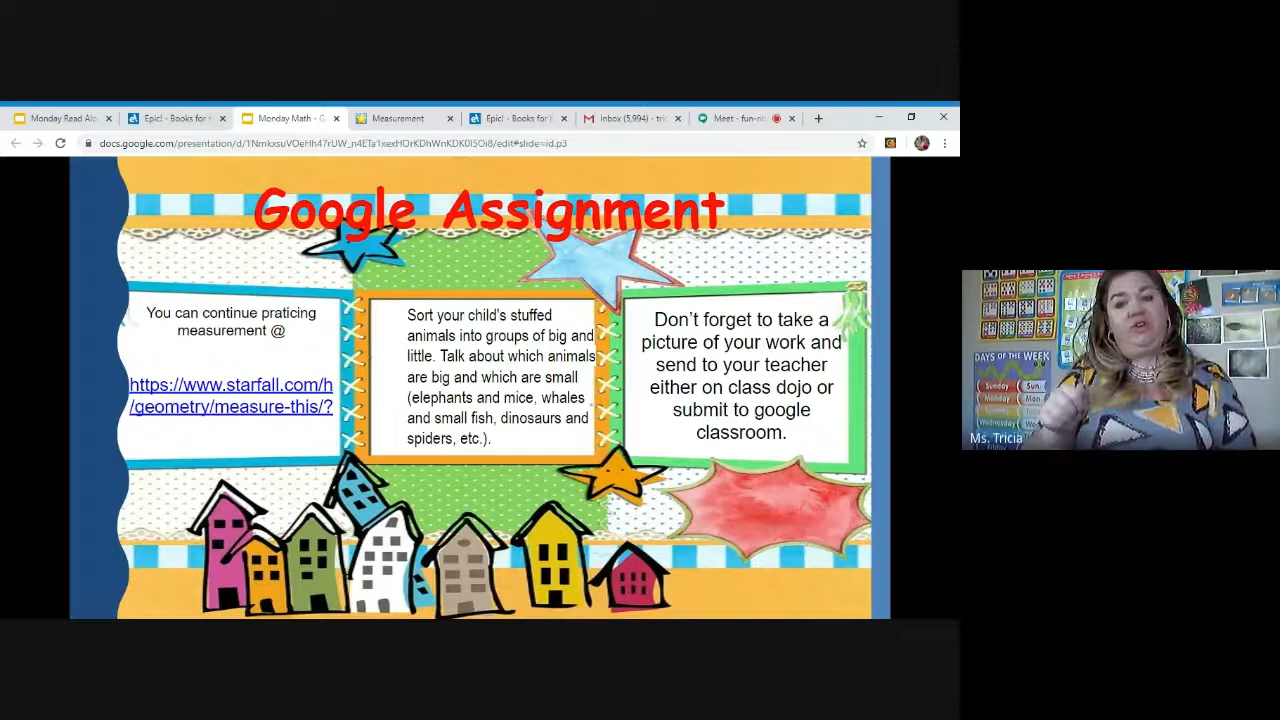 Monday Read Alo
Epic! - Books for K
Monday Math - G
Measurement
Epic! - Books for K
Inbox (5,994) - tri
Meet - fun-
docs.google.com/presentation/d/1NmkxsuVOeHh47rUW_n4ETa1xexHOrKDhWnKDK0I5Oi8/edit#slide=id.p3
Google Assignment
You can continue praticing
measurement @
https://www.starfall.com/h
/geometry/measure-this/?
Sort your child's stuffed
animals into groups of big and
little. Talk about which animals
are big and which are small
(elephants and mice, whales
and small fish, dinosaurs and
spiders, etc.).
Don't forget to take a
picture of your work and
send to your teacher
either on class dojo or
submit to google
classroom.
DAYS OF THE WEEK
Sunday Sun.
Monday Mon.
Ms. Tricia